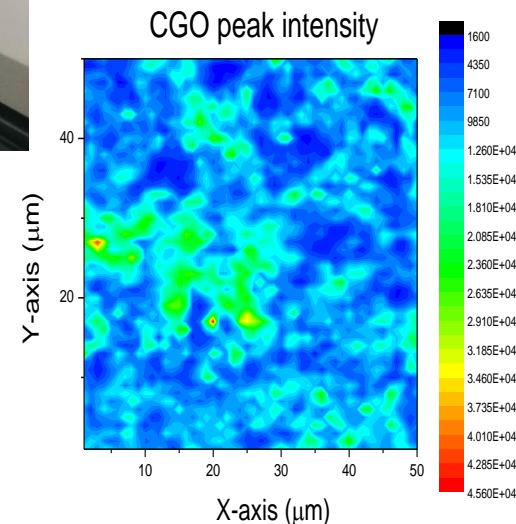 CGO peak intensity
Y-axis (μm)
40
20
10
20
30
40
50
X-axis (μm)
1600
4350
7100
9850
1.260E+04
1.535E+04
1.810E+04
2.085E+04
2.360E+04
2.635E+04
2.910E+04
3.185E+04
3.460E+04
3.735E+04
4.010E+04
4.285E+04
4.560E+04